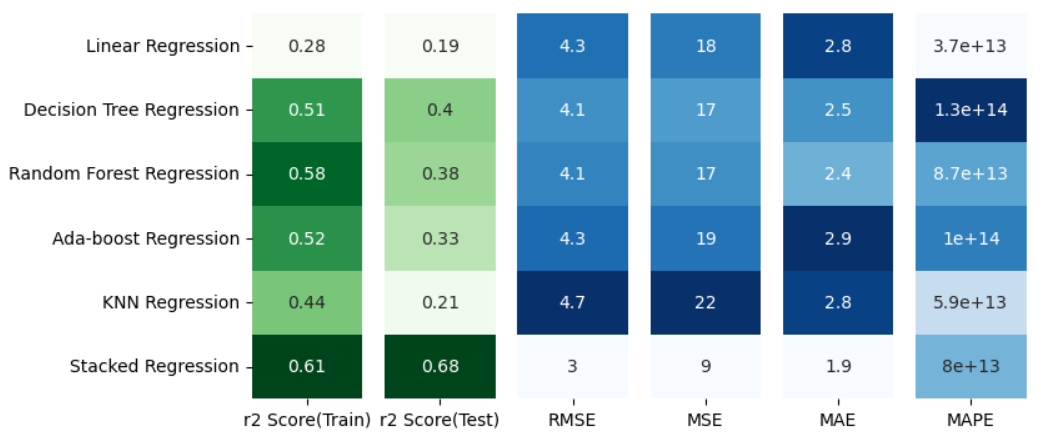 Linear Regression 0.28 0.19 4.3 18 2.8 3.7e+13
Decision Tree Regression 0.51 0.4 4.1 17 2.5 1.3e+14
Random Forest Regression 0.58 0.38 4.1 17 2.4 8.7e+13
Ada-boost Regression 0.52 0.33 4.3 19 2.9 1e+14
KNN Regression 0.44 0.21 4.7 22 2.8 5.9e+13
Stacked Regression 0.61 0.68 3 9 1.9 8e+13
r2 Score(Train) r2 Score(Test) RMSE MSE MAE MAPE